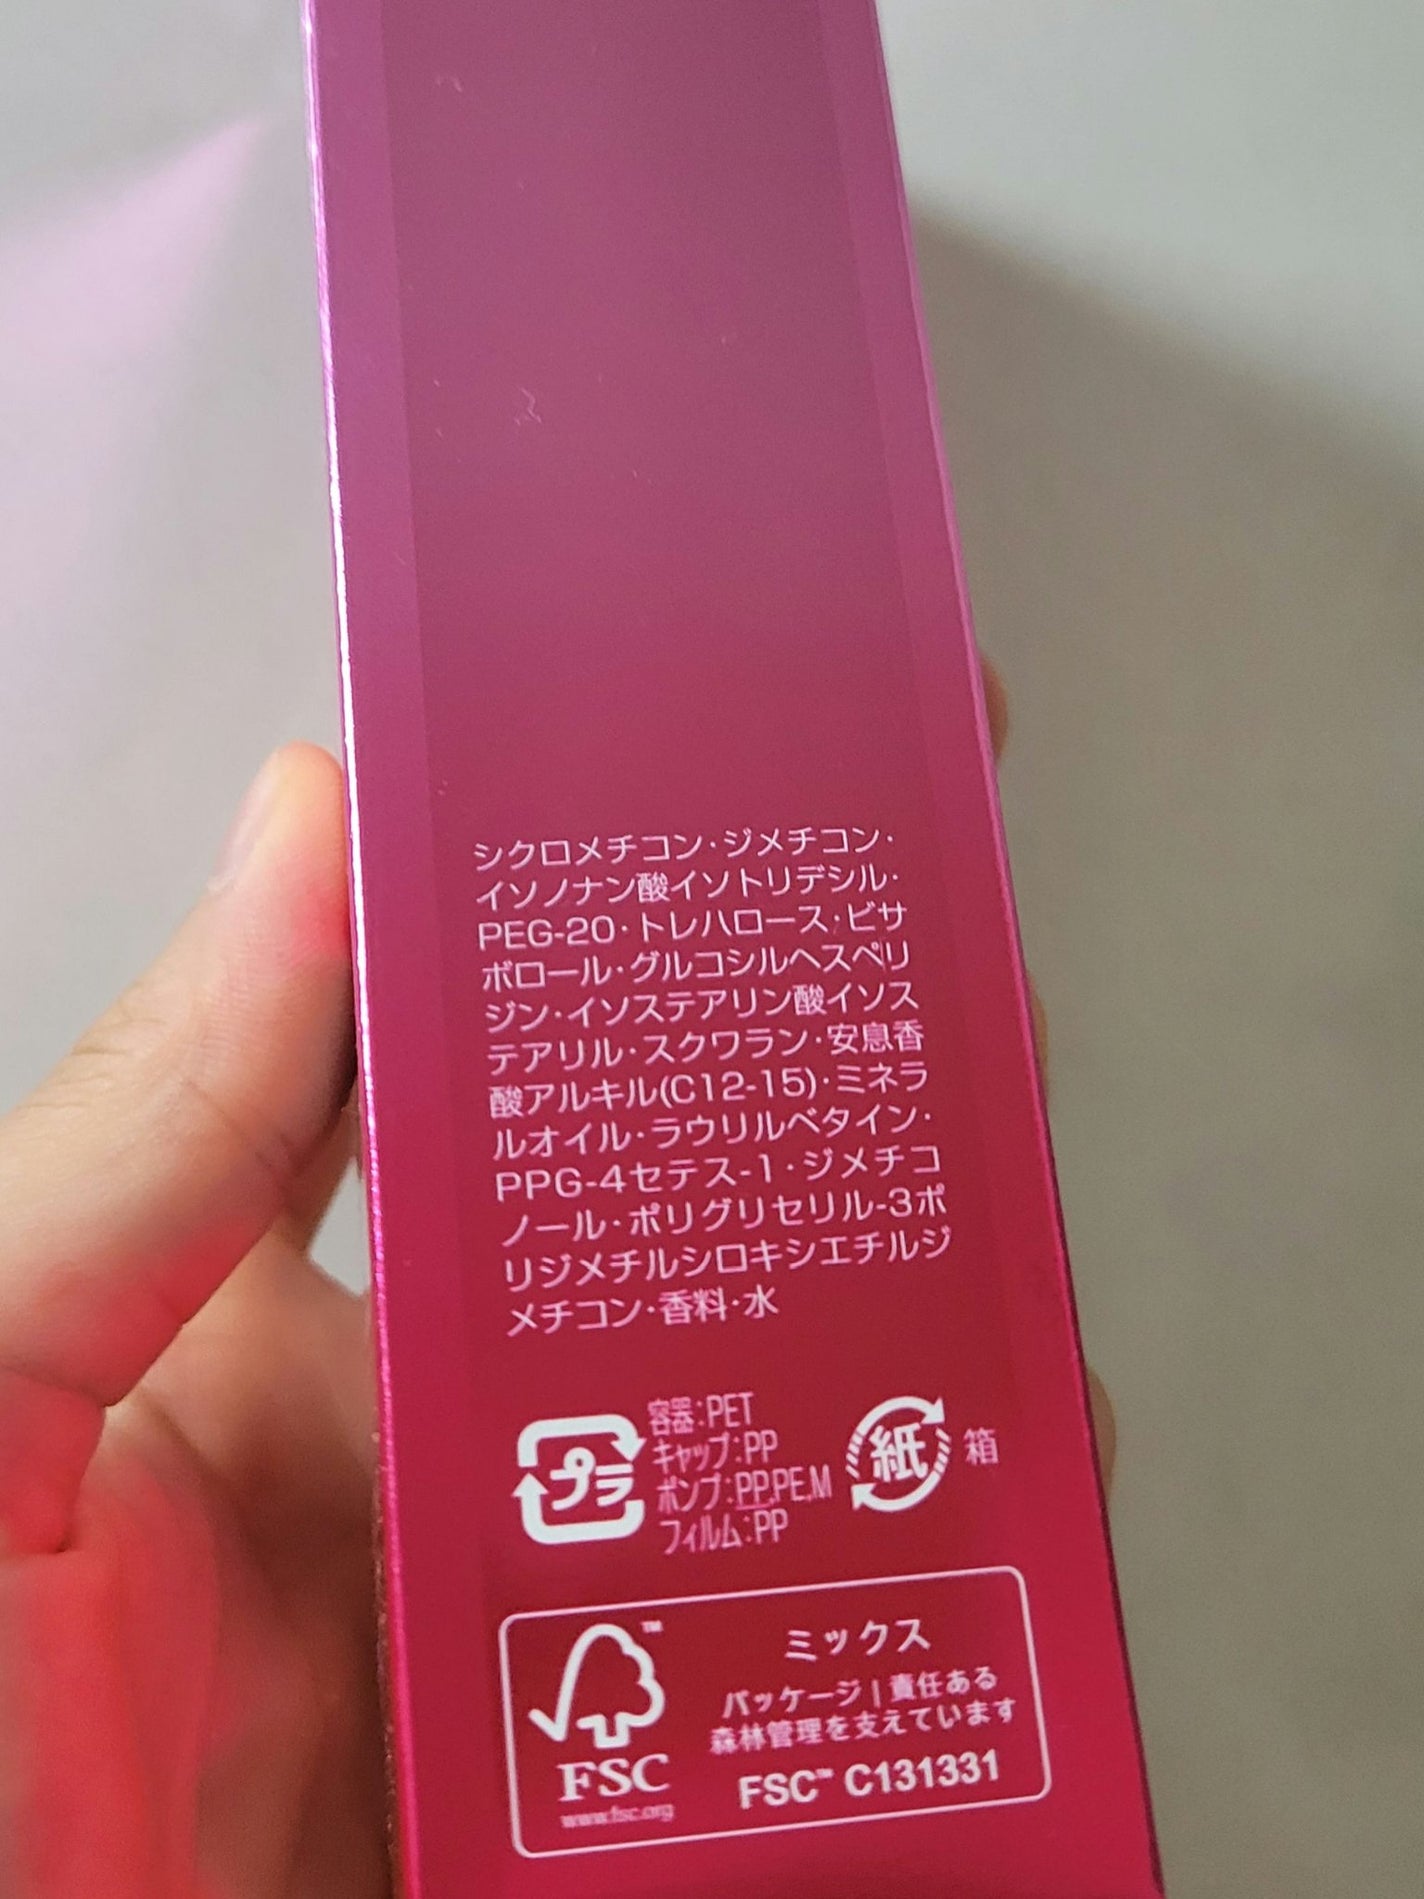 シクロメチコン・ジメチコン・
イソノナン酸イソトリデシル・
PEG-20・トレハロース・ビサ
ボロール・グルコシルヘスペリ
ジン・イソステアリン酸イソス
テアリル・スクワラン・安息香
酸アルキル(C12-15)・ミネラ
ルオイル・ラウリルベタイン・
PPG-4セテス-1・ジメチコ
ノール・ポリグリセリル-3ポ
リジメチルシロキシエチルジ
メチコン・香料・水
プラ
容器:PET
キャップ:PP
ポンプ:PP,PE,M
フィルム:PP
紙
箱
FSC
www.fsc.org
ミックス
パッケージ|責任ある
森林管理を支えています
FSC™ C131331